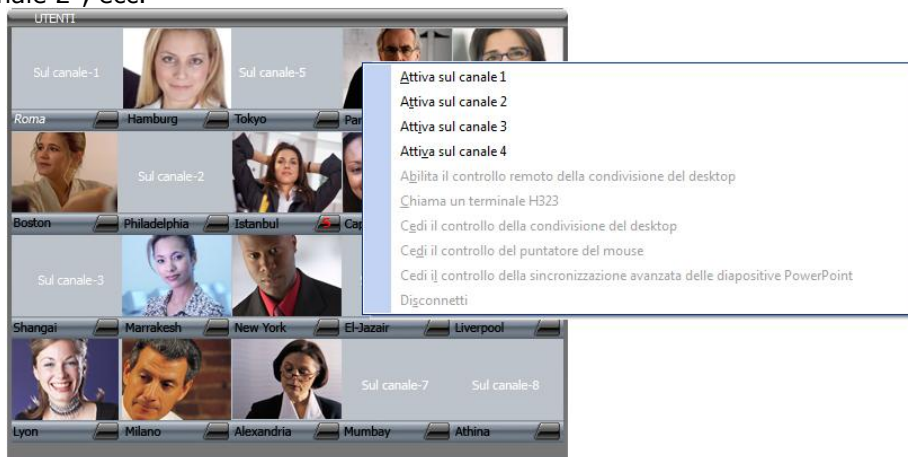 UTENTI
Sul canale-1
Sul canale-5
Roma
Hamburg
Tokyo
Boston
Sul canale-2
Philadelphia
Istanbul
5
Sul canale-3
Shangai
Marrakesh
New York
El-Jazair
Liverpool
Sul canale-7
Sul canale-8
Lyon
Milano
Alexandria
Mumbay
Athina
Attiva sul canale 1
Attiva sul canale 2
Attiva sul canale 3
Attiva sul canale 4
Abilita il controllo remoto della condivisione del desktop
Chiama un terminale H323
Cedi il controllo della condivisione del desktop
Cedi il controllo del puntatore del mouse
Cedi il controllo della sincronizzazione avanzata delle diapositive PowerPoint
Disconnetti